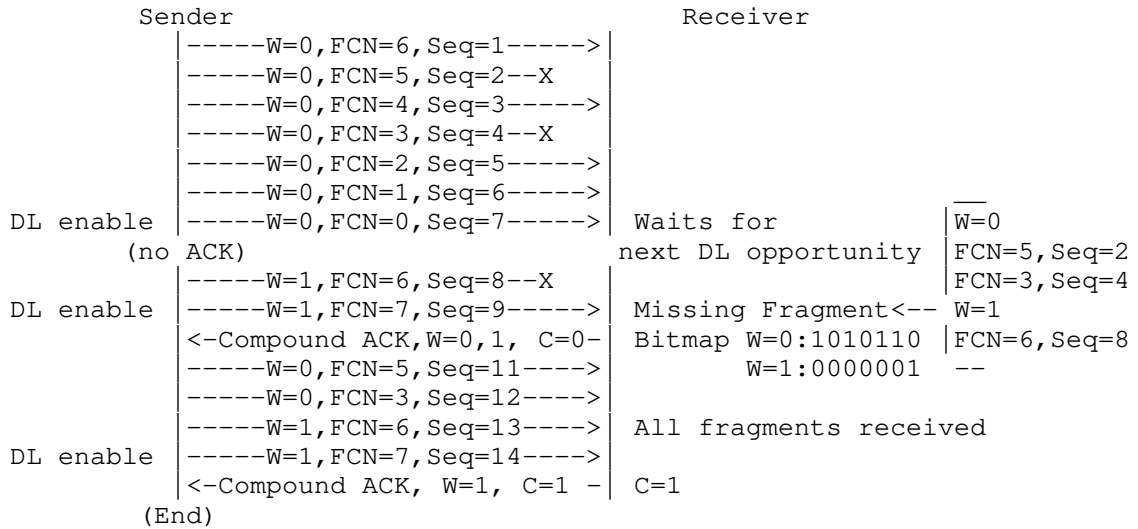 Sender                               Receiver
           |-----W=0,FCN=6,Seq=1----->|
           |-----W=0,FCN=5,Seq=2--X   |
           |-----W=0,FCN=4,Seq=3----->|
           |-----W=0,FCN=3,Seq=4--X   |
           |-----W=0,FCN=2,Seq=5----->|
           |-----W=0,FCN=1,Seq=6----->|                     __
DL enable  |-----W=0,FCN=0,Seq=7----->| Waits for          |W=0
       (no ACK)                        next DL opportunity |FCN=5,Seq=2
           |-----W=1,FCN=6,Seq=8--X   |                    |FCN=3,Seq=4
DL enable  |-----W=1,FCN=7,Seq=9----->| Missing Fragment<-- W=1
           |<-Compound ACK,W=0,1, C=0-| Bitmap W=0:1010110 |FCN=6,Seq=8
           |-----W=0,FCN=5,Seq=11---->|        W=1:0000001  --
           |-----W=0,FCN=3,Seq=12---->|
           |-----W=1,FCN=6,Seq=13---->| All fragments received
DL enable  |-----W=1,FCN=7,Seq=14---->|
           |<-Compound ACK, W=1, C=1 -| C=1
         (End)